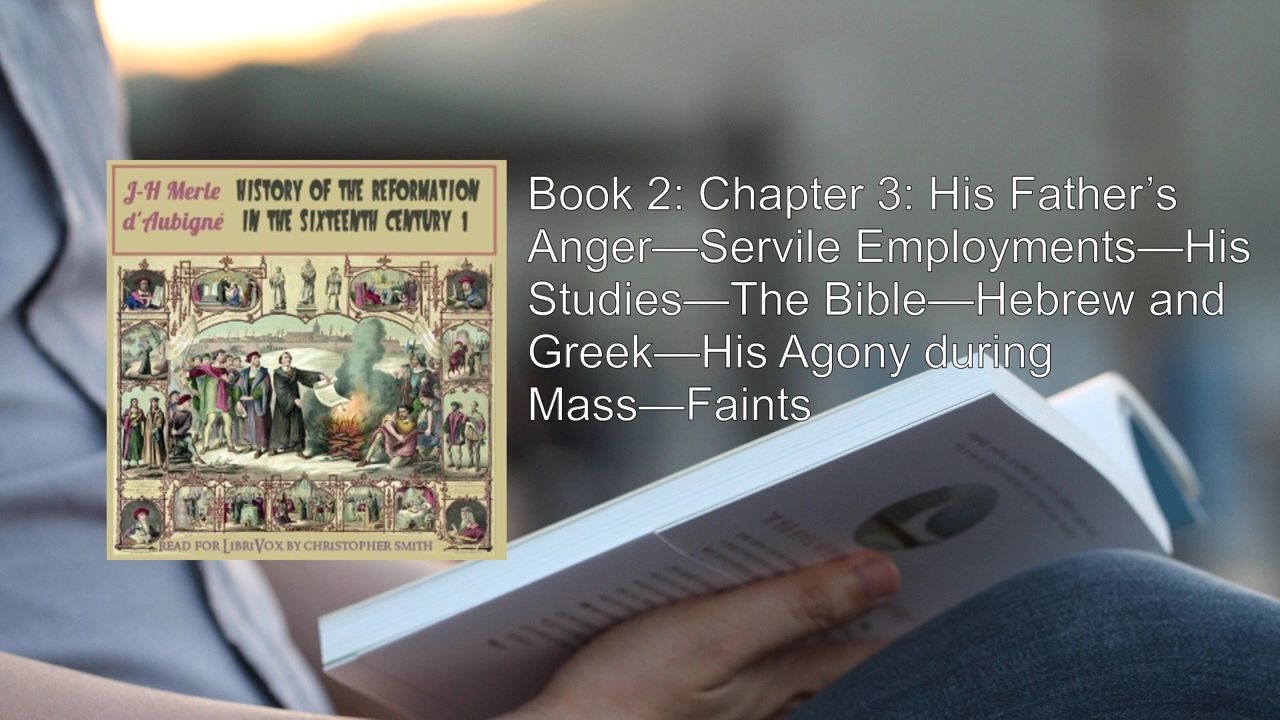 J-H Merle
d'Aubigné
HISTORY OF THE REFORMATION
IN THE SIXTEENTH CENTURY 1
READ FOR LIBRIVOX BY CHRISTOPHER SMITH
Book 2: Chapter 3: His Father’s
Anger—Servile Employments—His
Studies—The Bible—Hebrew and
Greek—His Agony during
Mass—Faints